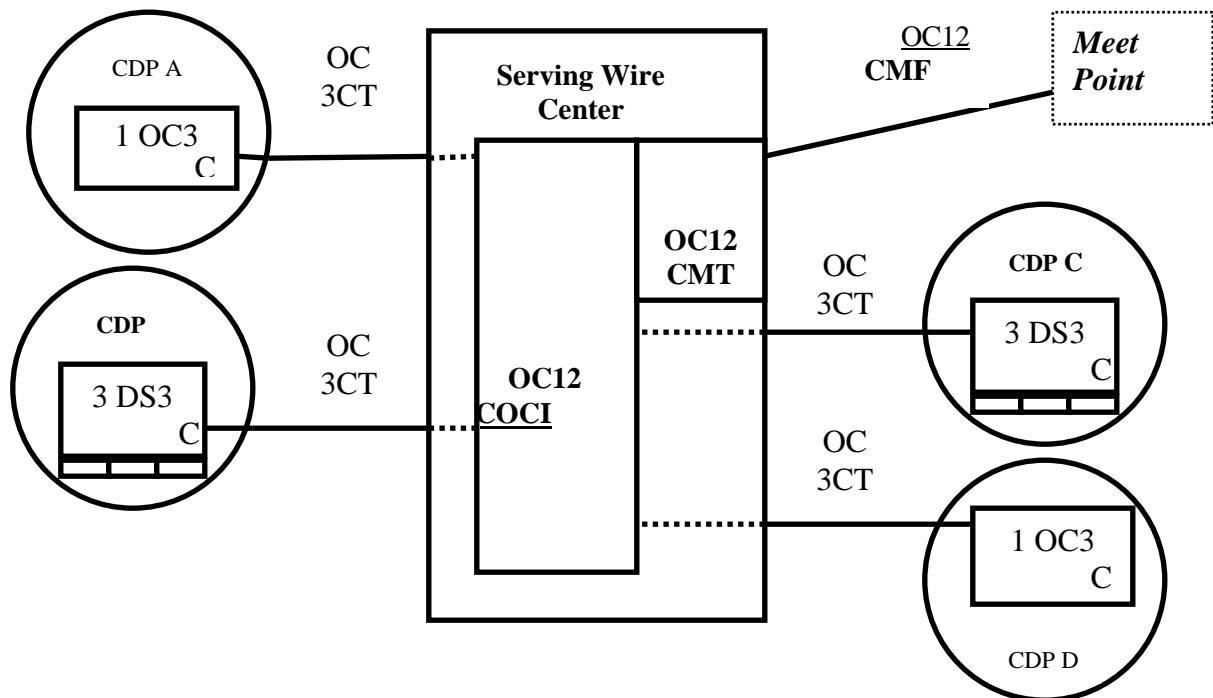 CDP A
1 OC3
C
OC
3CT
Serving Wire
Center
OC12
CMF
Meet
Point
OC12
CMT
CDP
3 DS3
C
OC
3CT
OC12
COCI
OC
3CT
CDP C
3 DS3
C
OC
3CT
1 OC3
C
CDP D